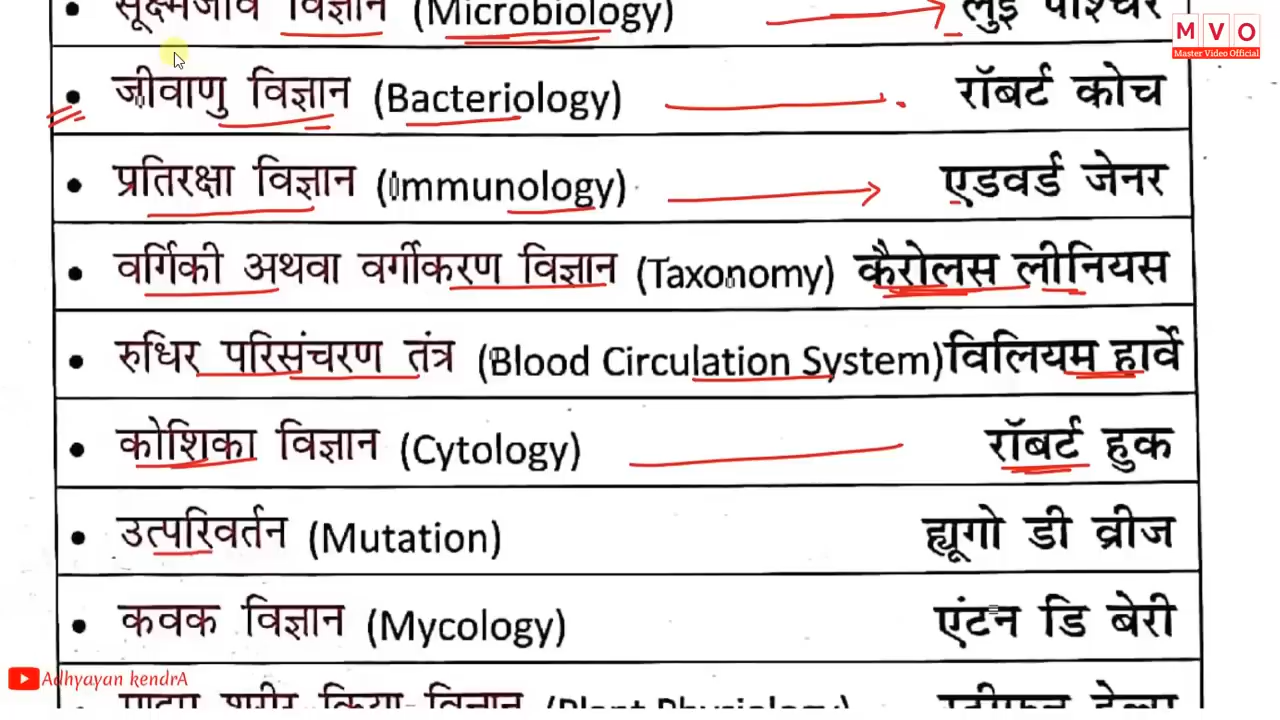 सूक्ष्मजीव विज्ञान (Microbiology) लुई पाश्चर
M V O
Master Video Official
• जीवाणु विज्ञान (Bacteriology) रॉबर्ट कोच
• प्रतिरक्षा विज्ञान (Immunology) एडवर्ड जेनर
• वर्गिकी अथवा वर्गीकरण विज्ञान (Taxonomy) कैरोलस लीनियस
• रुधिर परिसंचरण तंत्र (Blood Circulation System) विलियम हार्वे
• कोशिका विज्ञान (Cytology) रॉबर्ट हुक
• उत्परिवर्तन (Mutation) ह्यूगो डी व्रीज
• कवक विज्ञान (Mycology) एंटन डि बेरी
Adhyayan kendrA
विज्ञान (Plant Physiology)